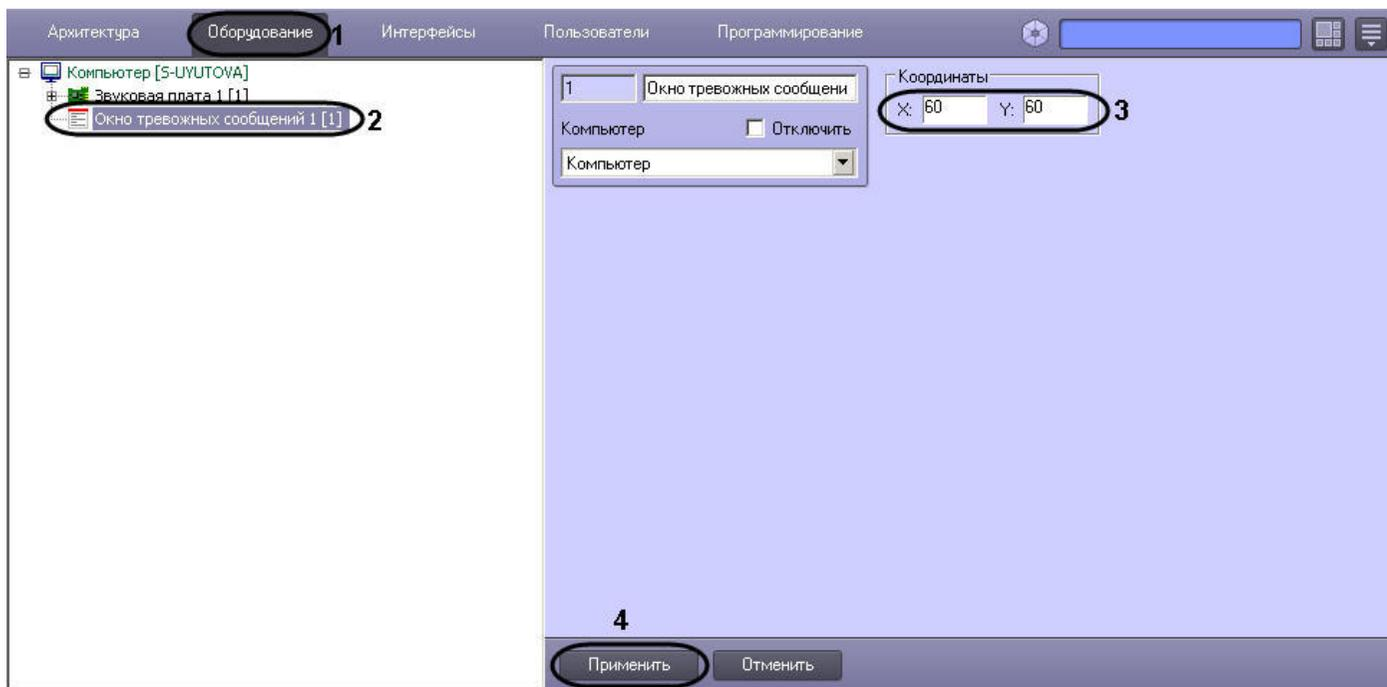 Архитектура Оборудование 1 Интерфейсы Пользователи Программирование
Компьютер [S-UYUTOVA]
Звуковая плата 1 [1]
Окно тревожных сообщений 1 [1] 2
1 Окно тревожных сообщени
Компьютер Отключить
Компьютер
Координаты
X: 60 Y: 60 3
4
Применить Отменить